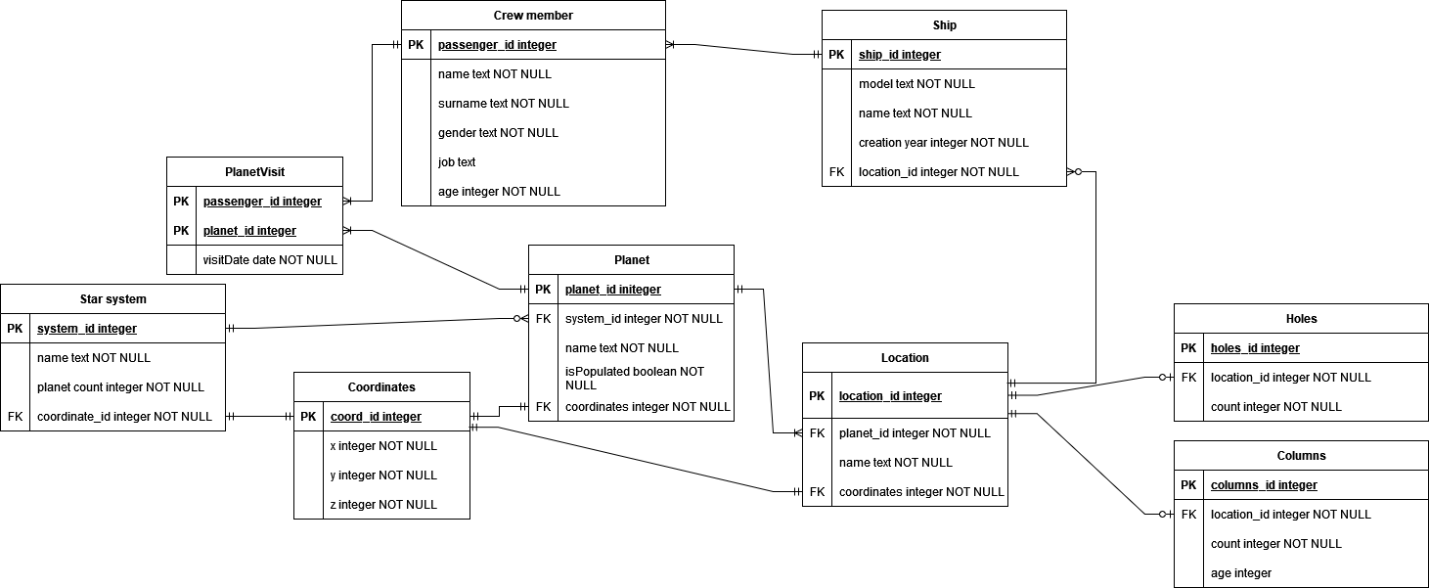 Crew member
PK passenger_id integer
name text NOT NULL
surname text NOT NULL
gender text NOT NULL
job text
age integer NOT NULL
Ship
PK ship_id integer
model text NOT NULL
name text NOT NULL
creation year integer NOT NULL
FK location_id integer NOT NULL
PlanetVisit
PK passenger_id integer
PK planet_id integer
visitDate date NOT NULL
Planet
PK planet_id initeger
FK system_id integer NOT NULL
name text NOT NULL
isPopulated boolean NOT
NULL
FK coordinates integer NOT NULL
Star system
PK system_id integer
name text NOT NULL
planet count integer NOT NULL
FK coordinate_id integer NOT NULL
Coordinates
PK coord_id integer
x integer NOT NULL
y integer NOT NULL
z integer NOT NULL
Location
PK location_id integer
FK planet_id integer NOT NULL
name text NOT NULL
FK coordinates integer NOT NULL
Holes
PK holes_id integer
FK location_id integer NOT NULL
count integer NOT NULL
Columns
PK columns_id integer
FK location_id integer NOT NULL
count integer NOT NULL
age integer